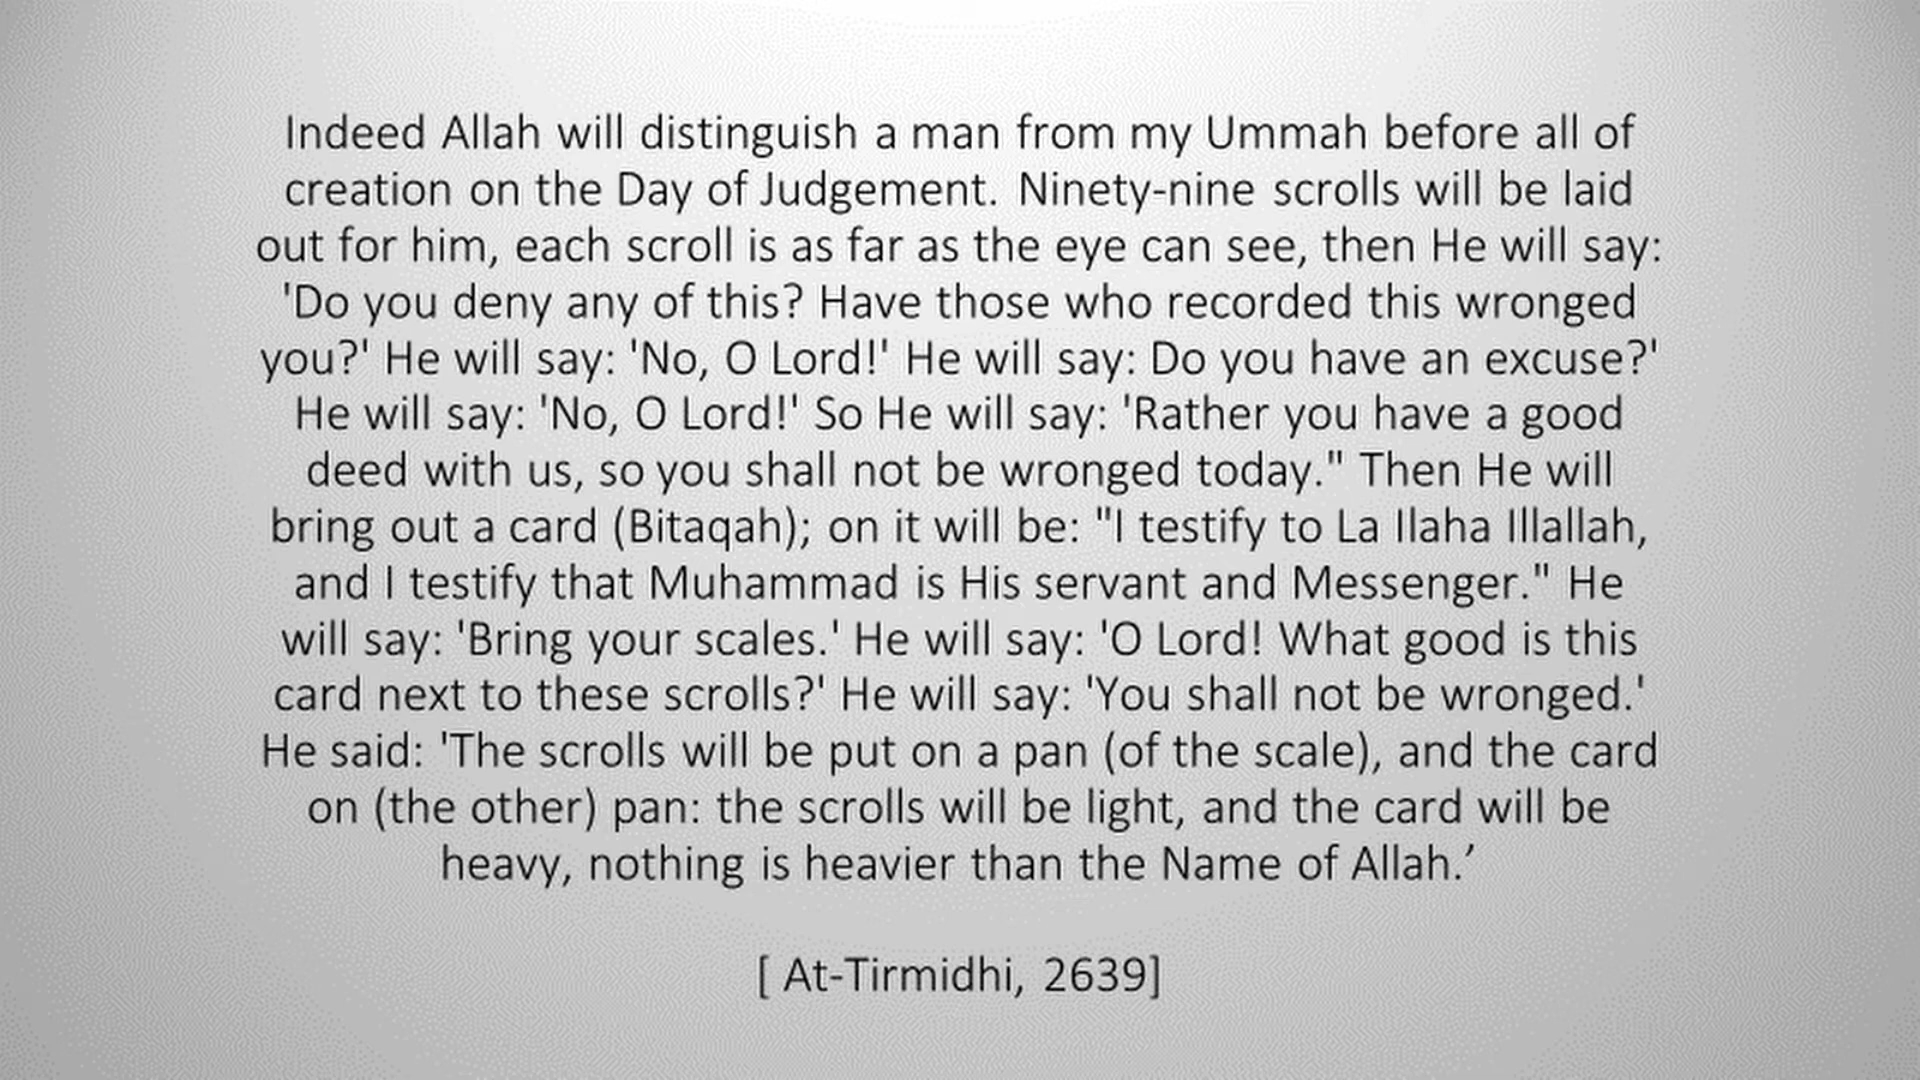 Indeed Allah will distinguish a man from my Ummah before all of
creation on the Day of Judgement. Ninety-nine scrolls will be laid
out for him, each scroll is as far as the eye can see, then He will say:
'Do you deny any of this? Have those who recorded this wronged
you?' He will say: 'No, O Lord!' He will say: Do you have an excuse?'
He will say: 'No, O Lord!' So He will say: 'Rather you have a good
deed with us, so you shall not be wronged today." Then He will
bring out a card (Bitaqah); on it will be: "I testify to La Ilaha Illallah,
and I testify that Muhammad is His servant and Messenger." He
will say: 'Bring your scales.' He will say: 'O Lord! What good is this
card next to these scrolls?' He will say: 'You shall not be wronged.'
He said: 'The scrolls will be put on a pan (of the scale), and the card
on (the other) pan: the scrolls will be light, and the card will be
heavy, nothing is heavier than the Name of Allah.’
[ At-Tirmidhi, 2639]